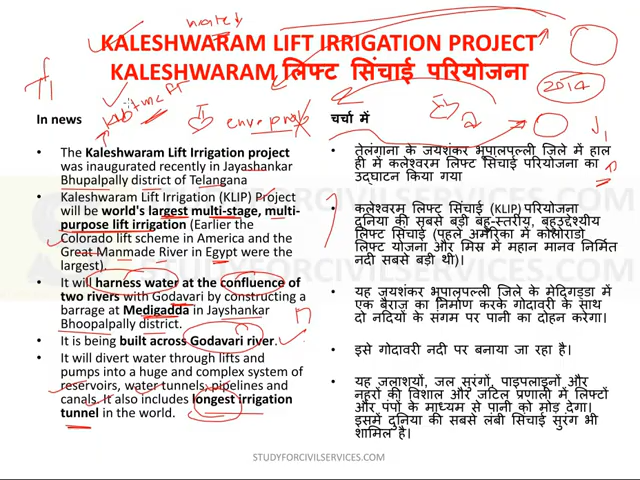 water
KALESHWARAM LIFT IRRIGATION PROJECT
KALESHWARAM लिफ्ट सिंचाई परियोजना
2014
In news
चर्चा में
The Kaleshwaram Lift Irrigation project
was inaugurated recently in Jayashankar
Bhupalpally district of Telangana
Kaleshwaram Lift Irrigation (KLIP) Project
will be world's largest multi-stage, multi-
purpose lift irrigation (Earlier the
Colorado lift scheme in America and the
Great Manmade River in Egypt were the
largest).
It will harness water at the confluence of
two rivers with Godavari by constructing a
barrage at Medigadda in Jayshankar
Bhoopalpally district.
It is being built across Godavari river.
It will divert water through lifts and
pumps into a huge and complex system of
reservoirs, water tunnels, pipelines and
canals. It also includes longest irrigation
tunnel in the world.
तेलंगाना के जयशंकर भूपालपल्ली जिले में हाल
ही में कलेश्वरम लिफ्ट सिंचाई परियोजना का
उद्घाटन किया गया
कलेश्वरम लिफ्ट सिंचाई (KLIP) परियोजना
दुनिया की सबसे बड़ी बहु-स्तरीय, बहुउद्देश्यीय
लिफ्ट सिंचाई (पहले अमेरिका में कोलोराडो
लिफ्ट योजना और मिस्र में महान मानव निर्मित
नदी सबसे बड़ी थी)।
यह जयशंकर भूपालपल्ली जिले के मेदिगड्डा में
एक बैराज का निर्माण करके गोदावरी के साथ
दो नदियों के संगम पर पानी का दोहन करेगा।
इसे गोदावरी नदी पर बनाया जा रहा है।
यह जलाशयों, जल सुरंगों, पाइपलाइनों और
नहरों की विशाल और जटिल प्रणाली में लिफ्टों
और पंपों के माध्यम से पानी को मोड़ देगा।
इसमें दुनिया की सबसे लंबी सिंचाई सुरंग भी
शामिल है।
STUDYFORCIVILSERVICES.COM